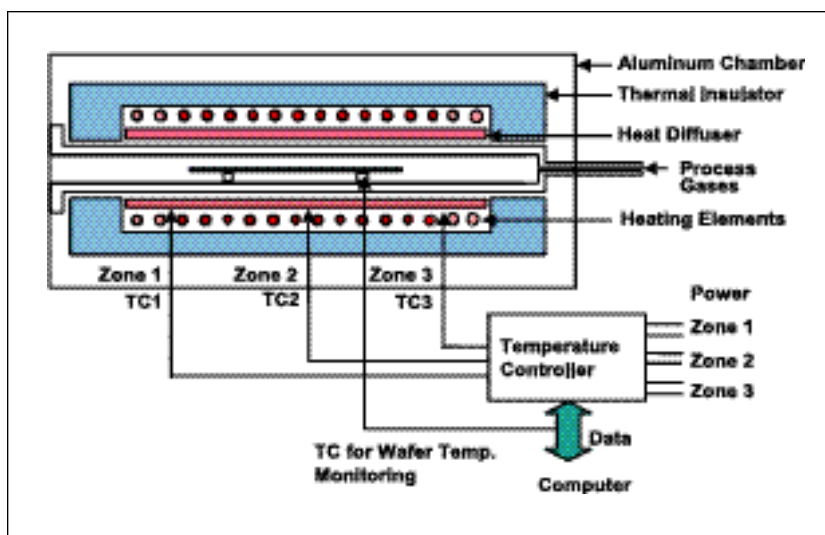 Aluminum Chamber
Thermal Insulator
Heat Diffuser
Process
Gases
Heating Elements
Zone 1
TC1
Zone 2
TC2
Zone 3
TC3
Power
Zone 1
Zone 2
Zone 3
Temperature
Controller
TC for Wafer Temp.
Monitoring
Data
Computer